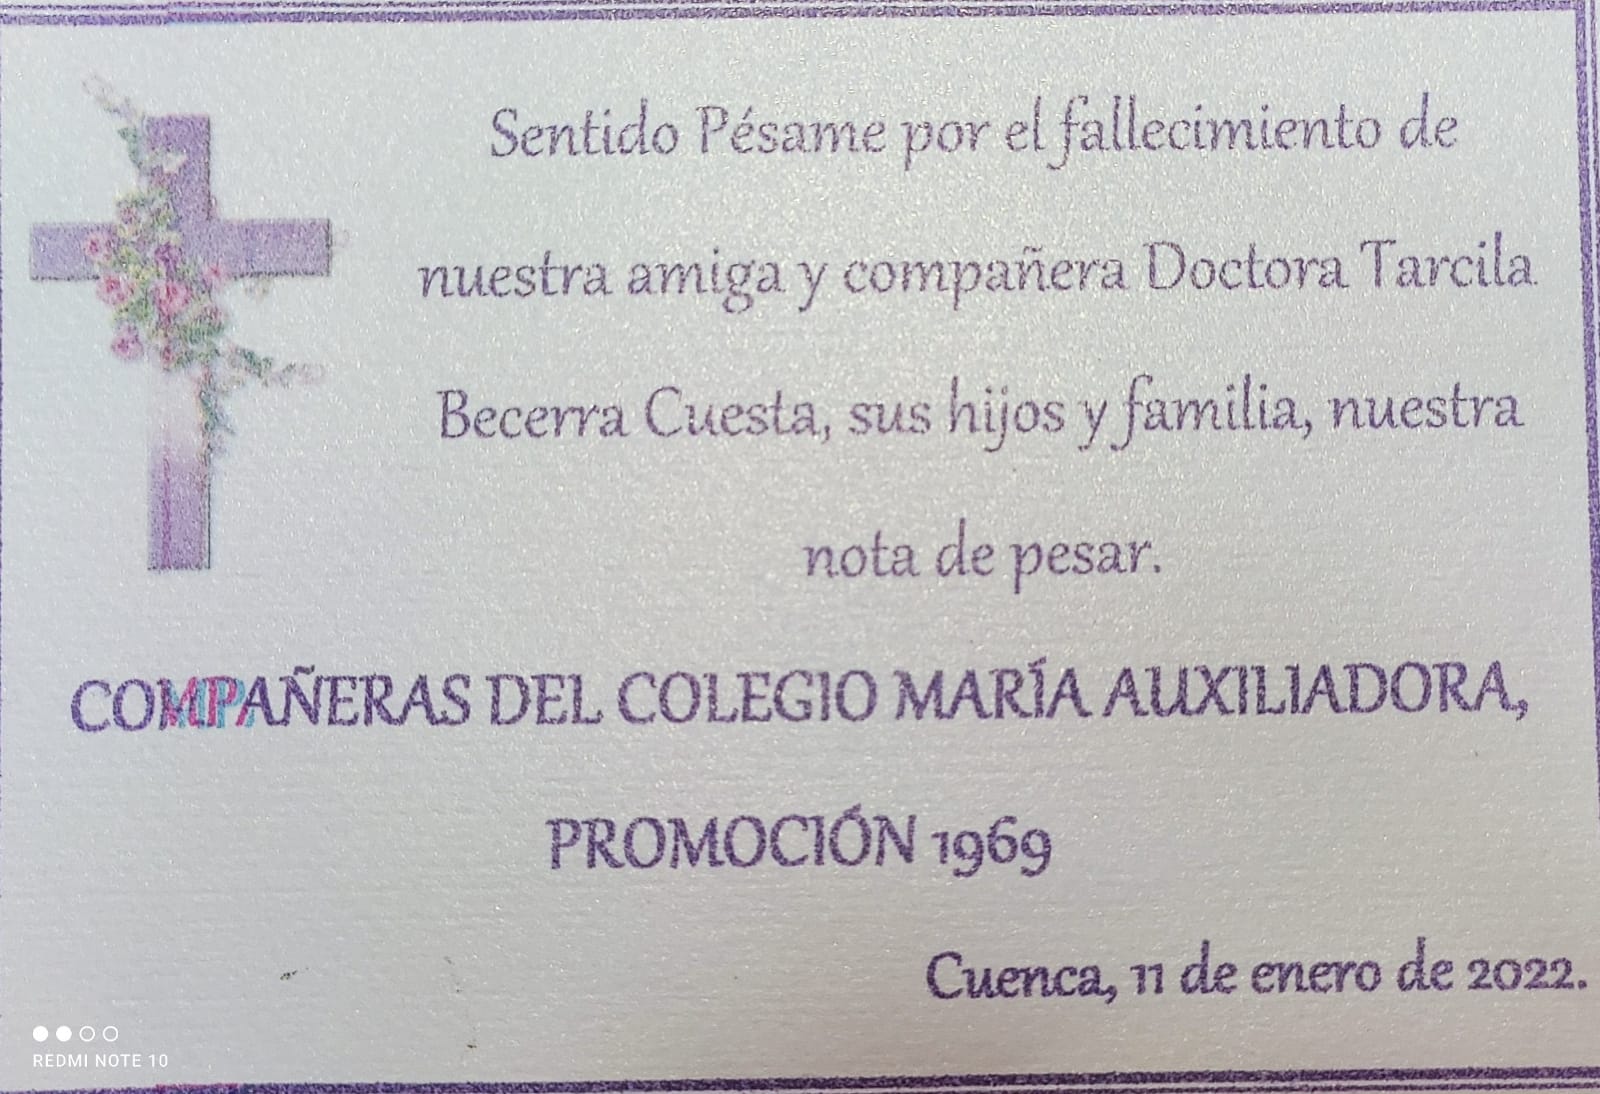 Sentido Pésame por el fallecimiento de
nuestra amiga y compañera Doctora Tarcila
Becerra Cuesta, sus hijos y familia, nuestra
nota de pesar.
COMPAÑERAS DEL COLEGIO MARÍA AUXILIADORA,
PROMOCIÓN 1969
Cuenca, 11 de enero de 2022.
REDMI NOTE 10